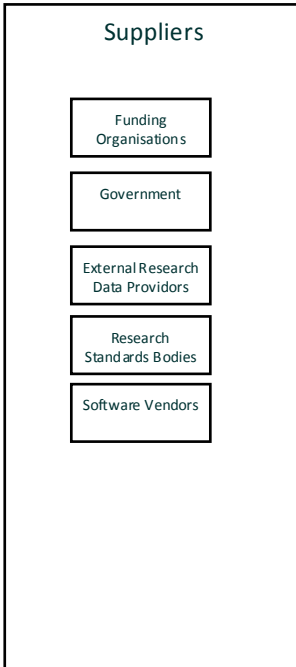 Suppliers
Funding
Organisations
Government
External Research
Data Providors
Research
Standards Bodies
Software Vendors